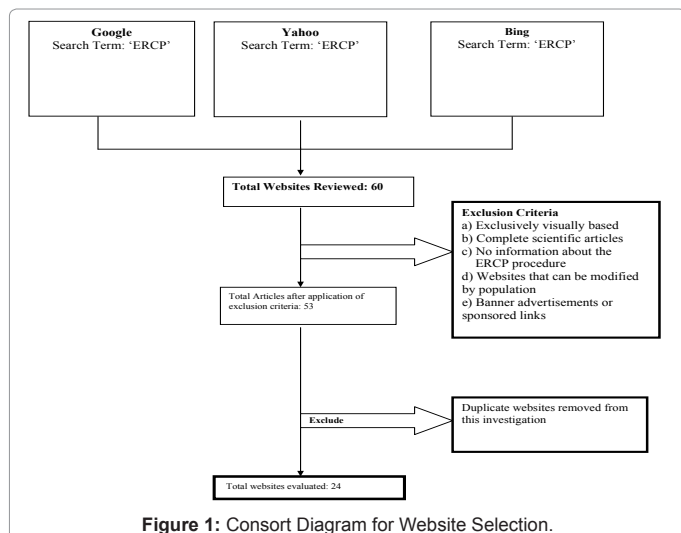 Google
Search Term: ‘ERCP’
Yahoo
Search Term: ‘ERCP’
Bing
Search Term: ‘ERCP’
Total Websites Reviewed: 60
Exclusion Criteria
a) Exclusively visually based
b) Complete scientific articles
c) No information about the
ERCP procedure
d) Websites that can be modified
by population
e) Banner advertisements or
sponsored links
Total Articles after application of
exclusion criteria: 53
Exclude
Duplicate websites removed from
this investigation
Total websites evaluated: 24
Figure 1: Consort Diagram for Website Selection.